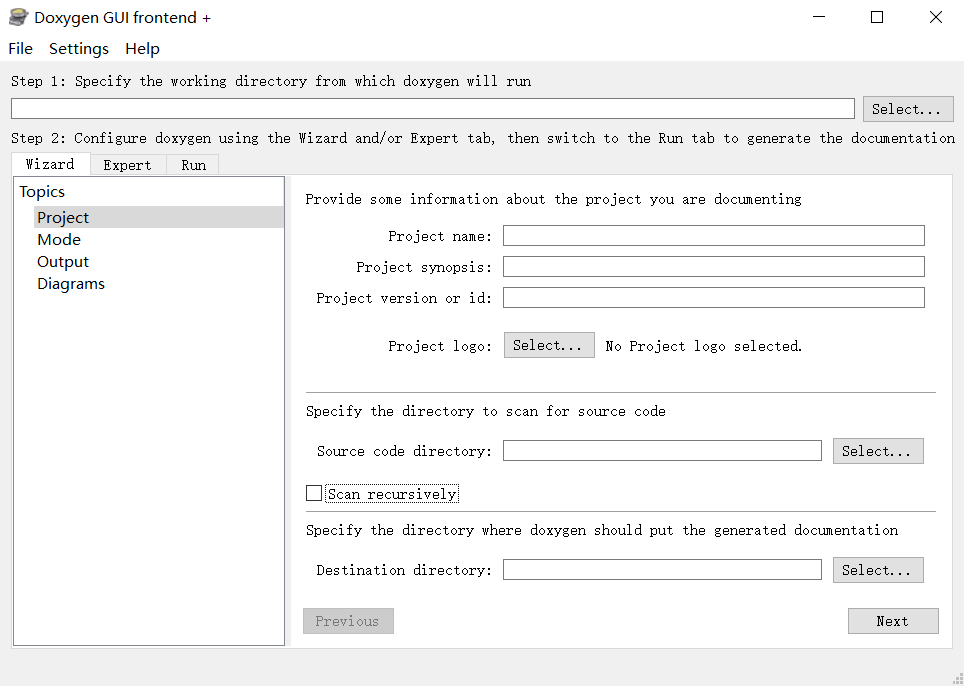 Doxygen GUI frontend +
File Settings Help
Step 1: Specify the working directory from which doxygen will run
Select...
Step 2: Configure doxygen using the Wizard and/or Expert tab, then switch to the Run tab to generate the documentation
Wizard Expert Run
Topics
Project
Mode
Output
Diagrams
Provide some information about the project you are documenting
Project name:
Project synopsis:
Project version or id:
Project logo: Select... No Project logo selected.
Specify the directory to scan for source code
Source code directory: Select...
Scan recursively
Specify the directory where doxygen should put the generated documentation
Destination directory: Select...
Previous Next